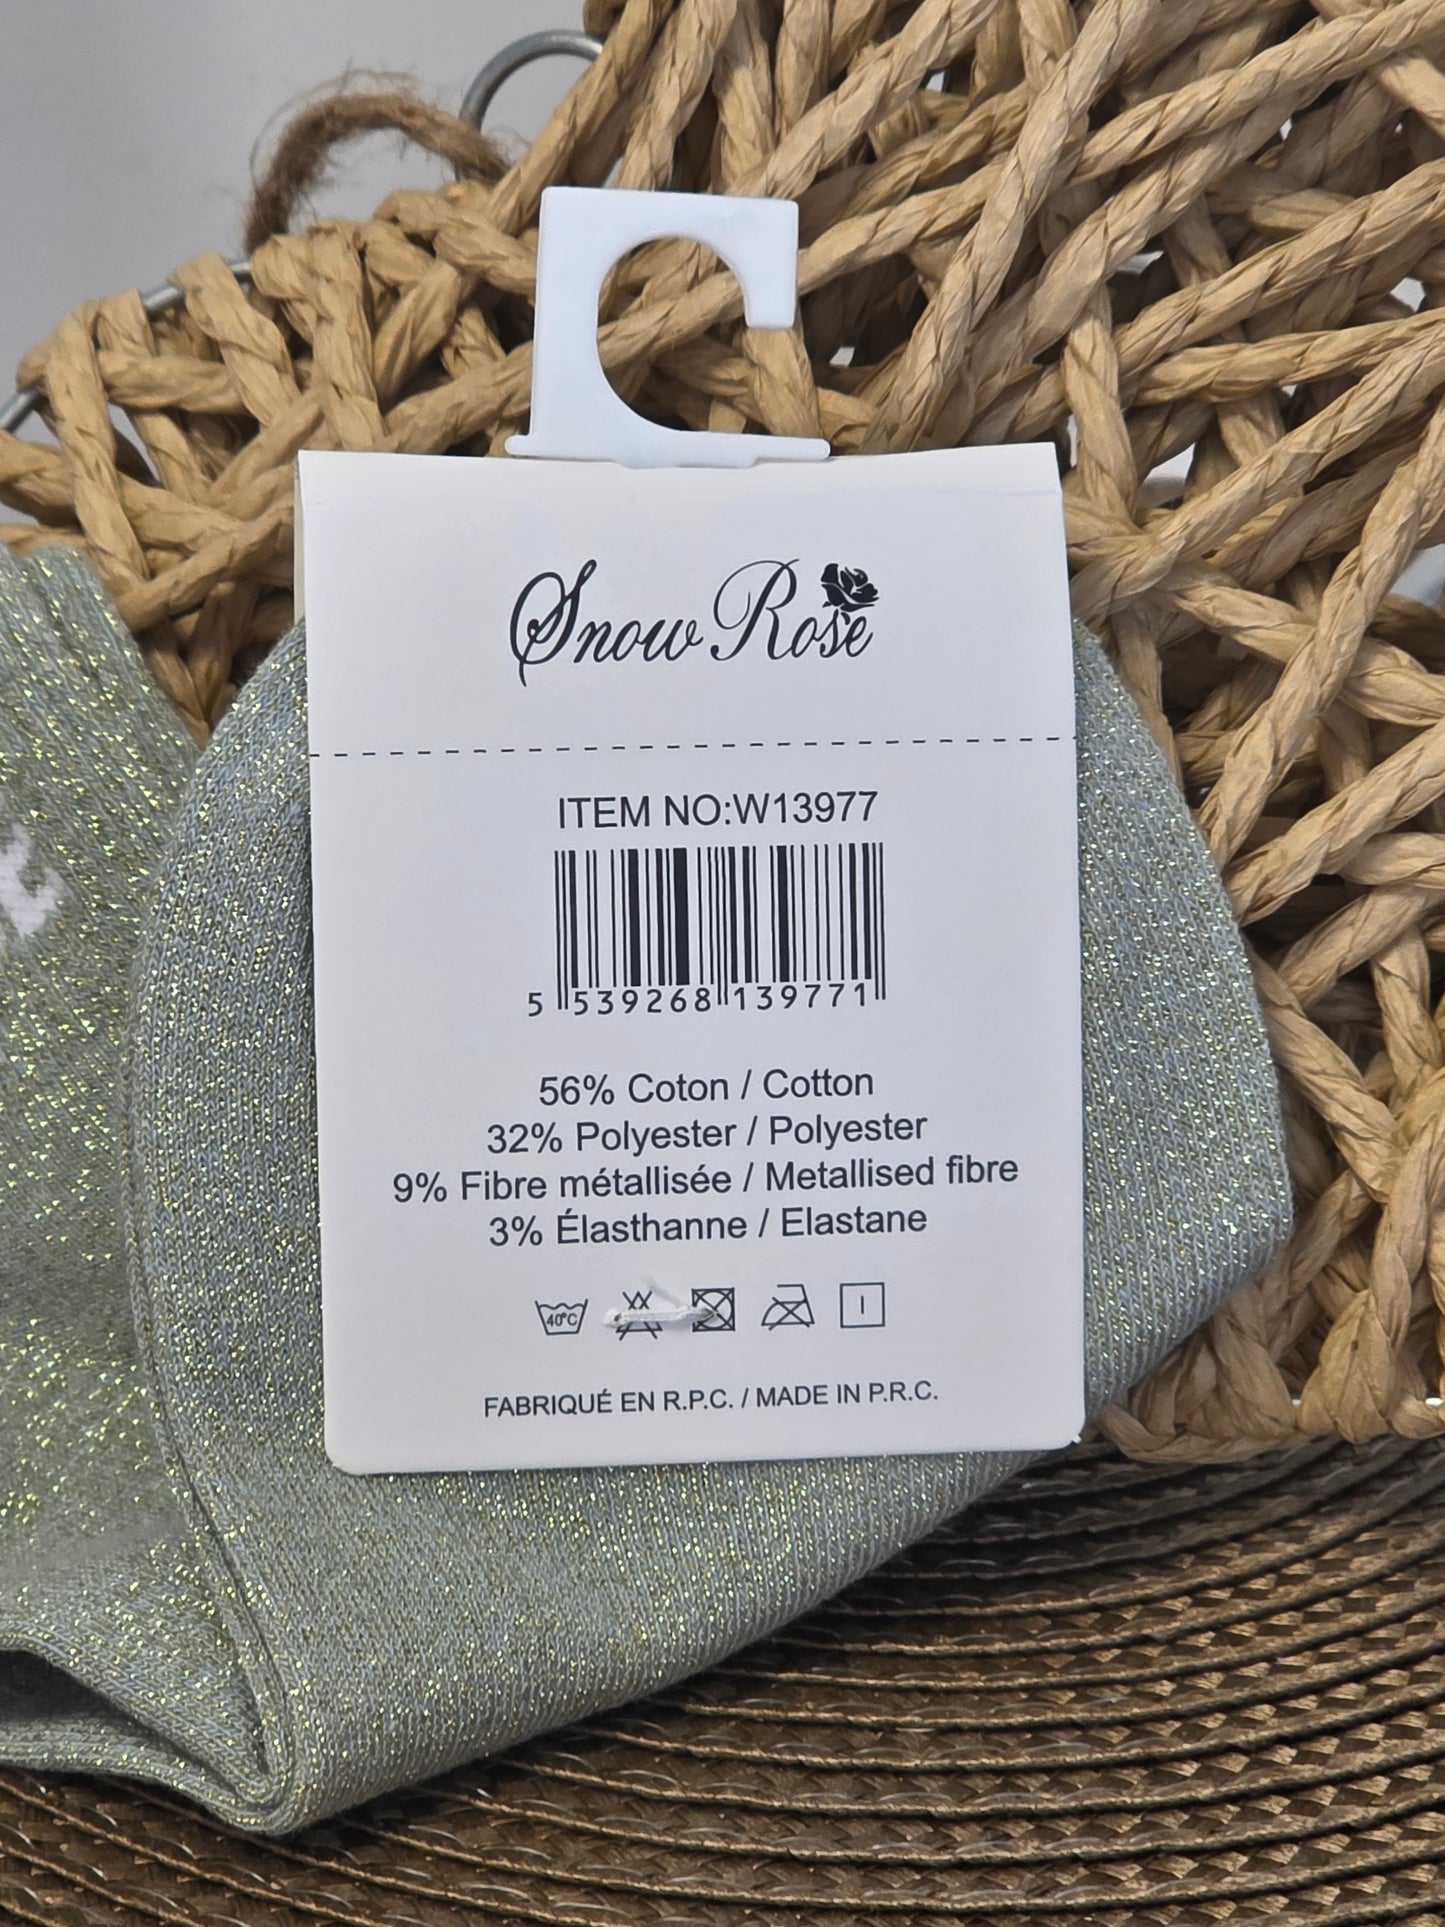 Snow Rose
ITEM NO:W13977
5 539268 139771
56% Coton / Cotton
32% Polyester / Polyester
9% Fibre métallisée / Metallised fibre
3% Élasthanne / Elastane
40°C
FABRIQUÉ EN R.P.C. / MADE IN P.R.C.